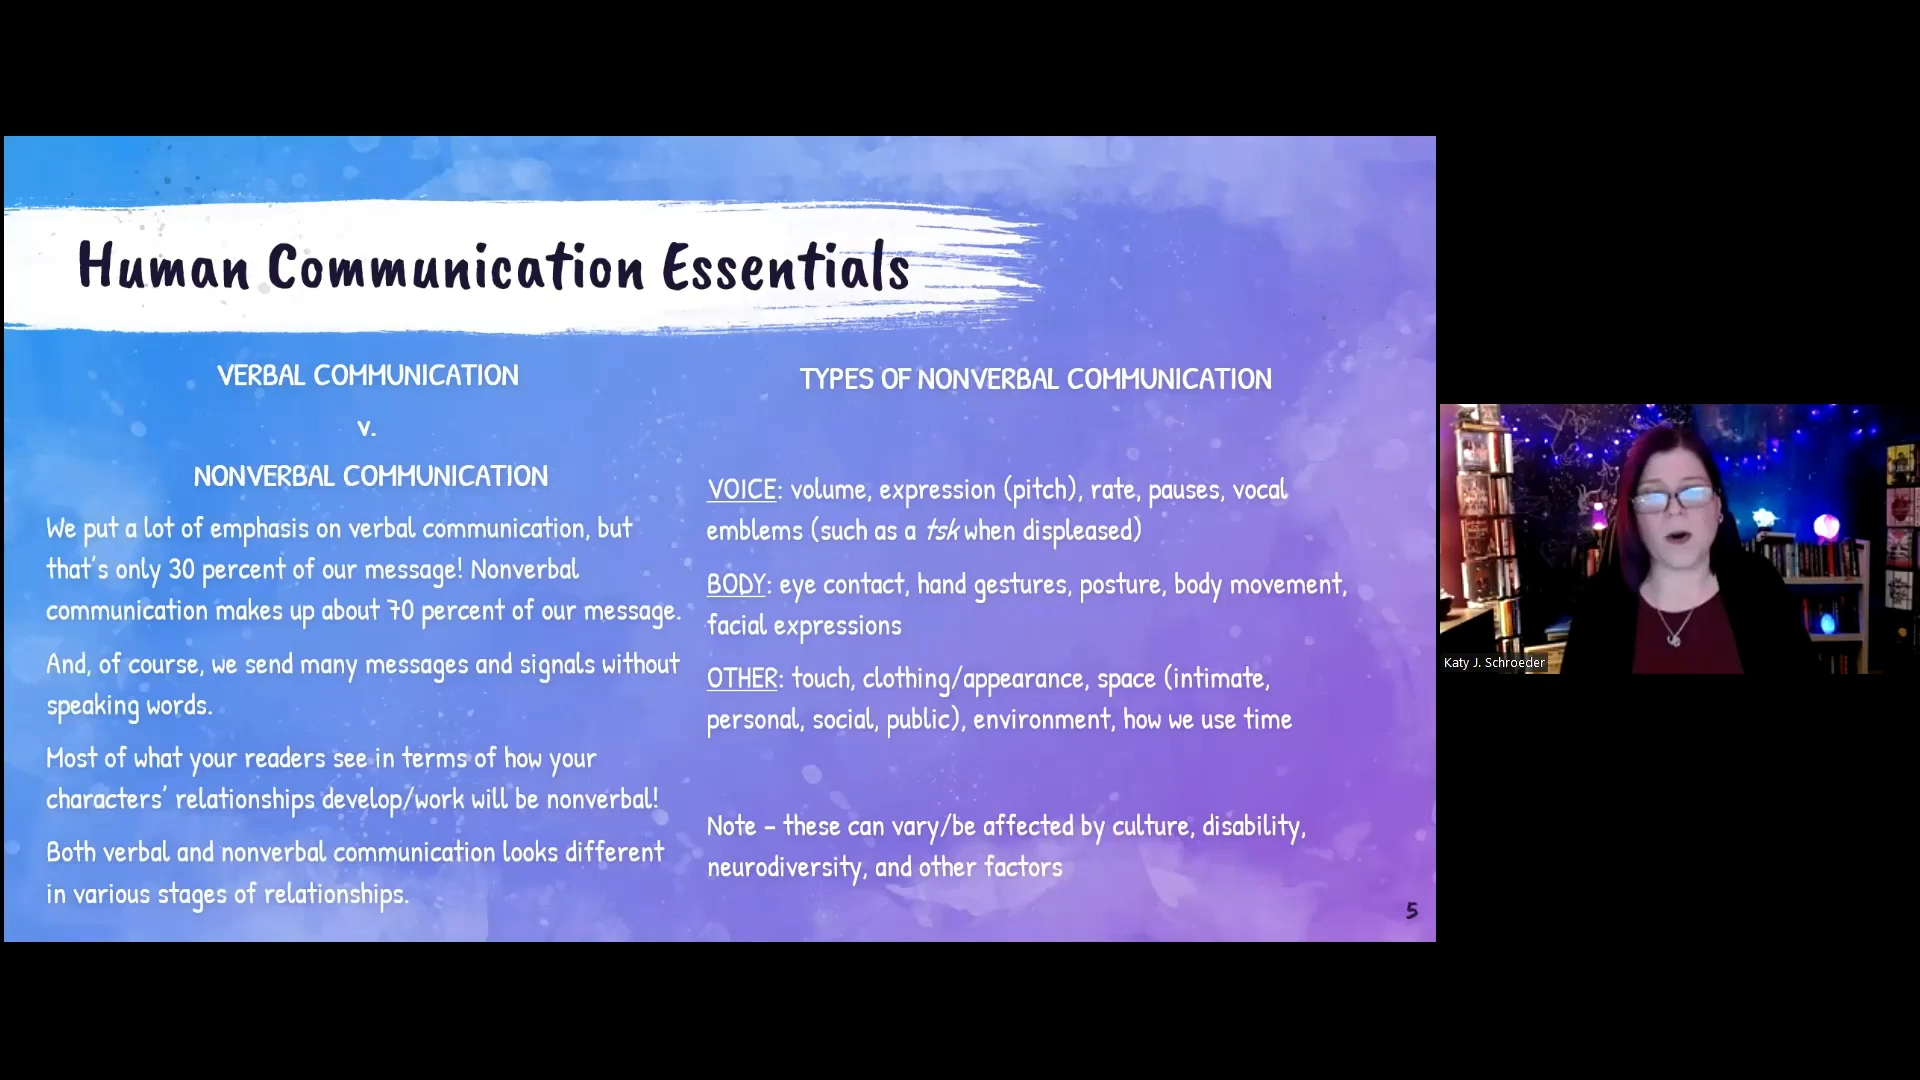 Human Communication Essentials
VERBAL COMMUNICATION
v.
NONVERBAL COMMUNICATION
We put a lot of emphasis on verbal communication, but
that's only 30 percent of our message! Nonverbal
communication makes up about 70 percent of our message.
And, of course, we send many messages and signals without
speaking words.
Most of what your readers see in terms of how your
characters' relationships develop/work will be nonverbal!
Both verbal and nonverbal communication looks different
in various stages of relationships.
TYPES OF NONVERBAL COMMUNICATION
VOICE: volume, expression (pitch), rate, pauses, vocal
emblems (such as a tsk when displeased)
BODY: eye contact, hand gestures, posture, body movement,
facial expressions
OTHER: touch, clothing/appearance, space (intimate,
personal, social, public), environment, how we use time
Note – these can vary/be affected by culture, disability,
neurodiversity, and other factors
5
Katy J. Schroeder